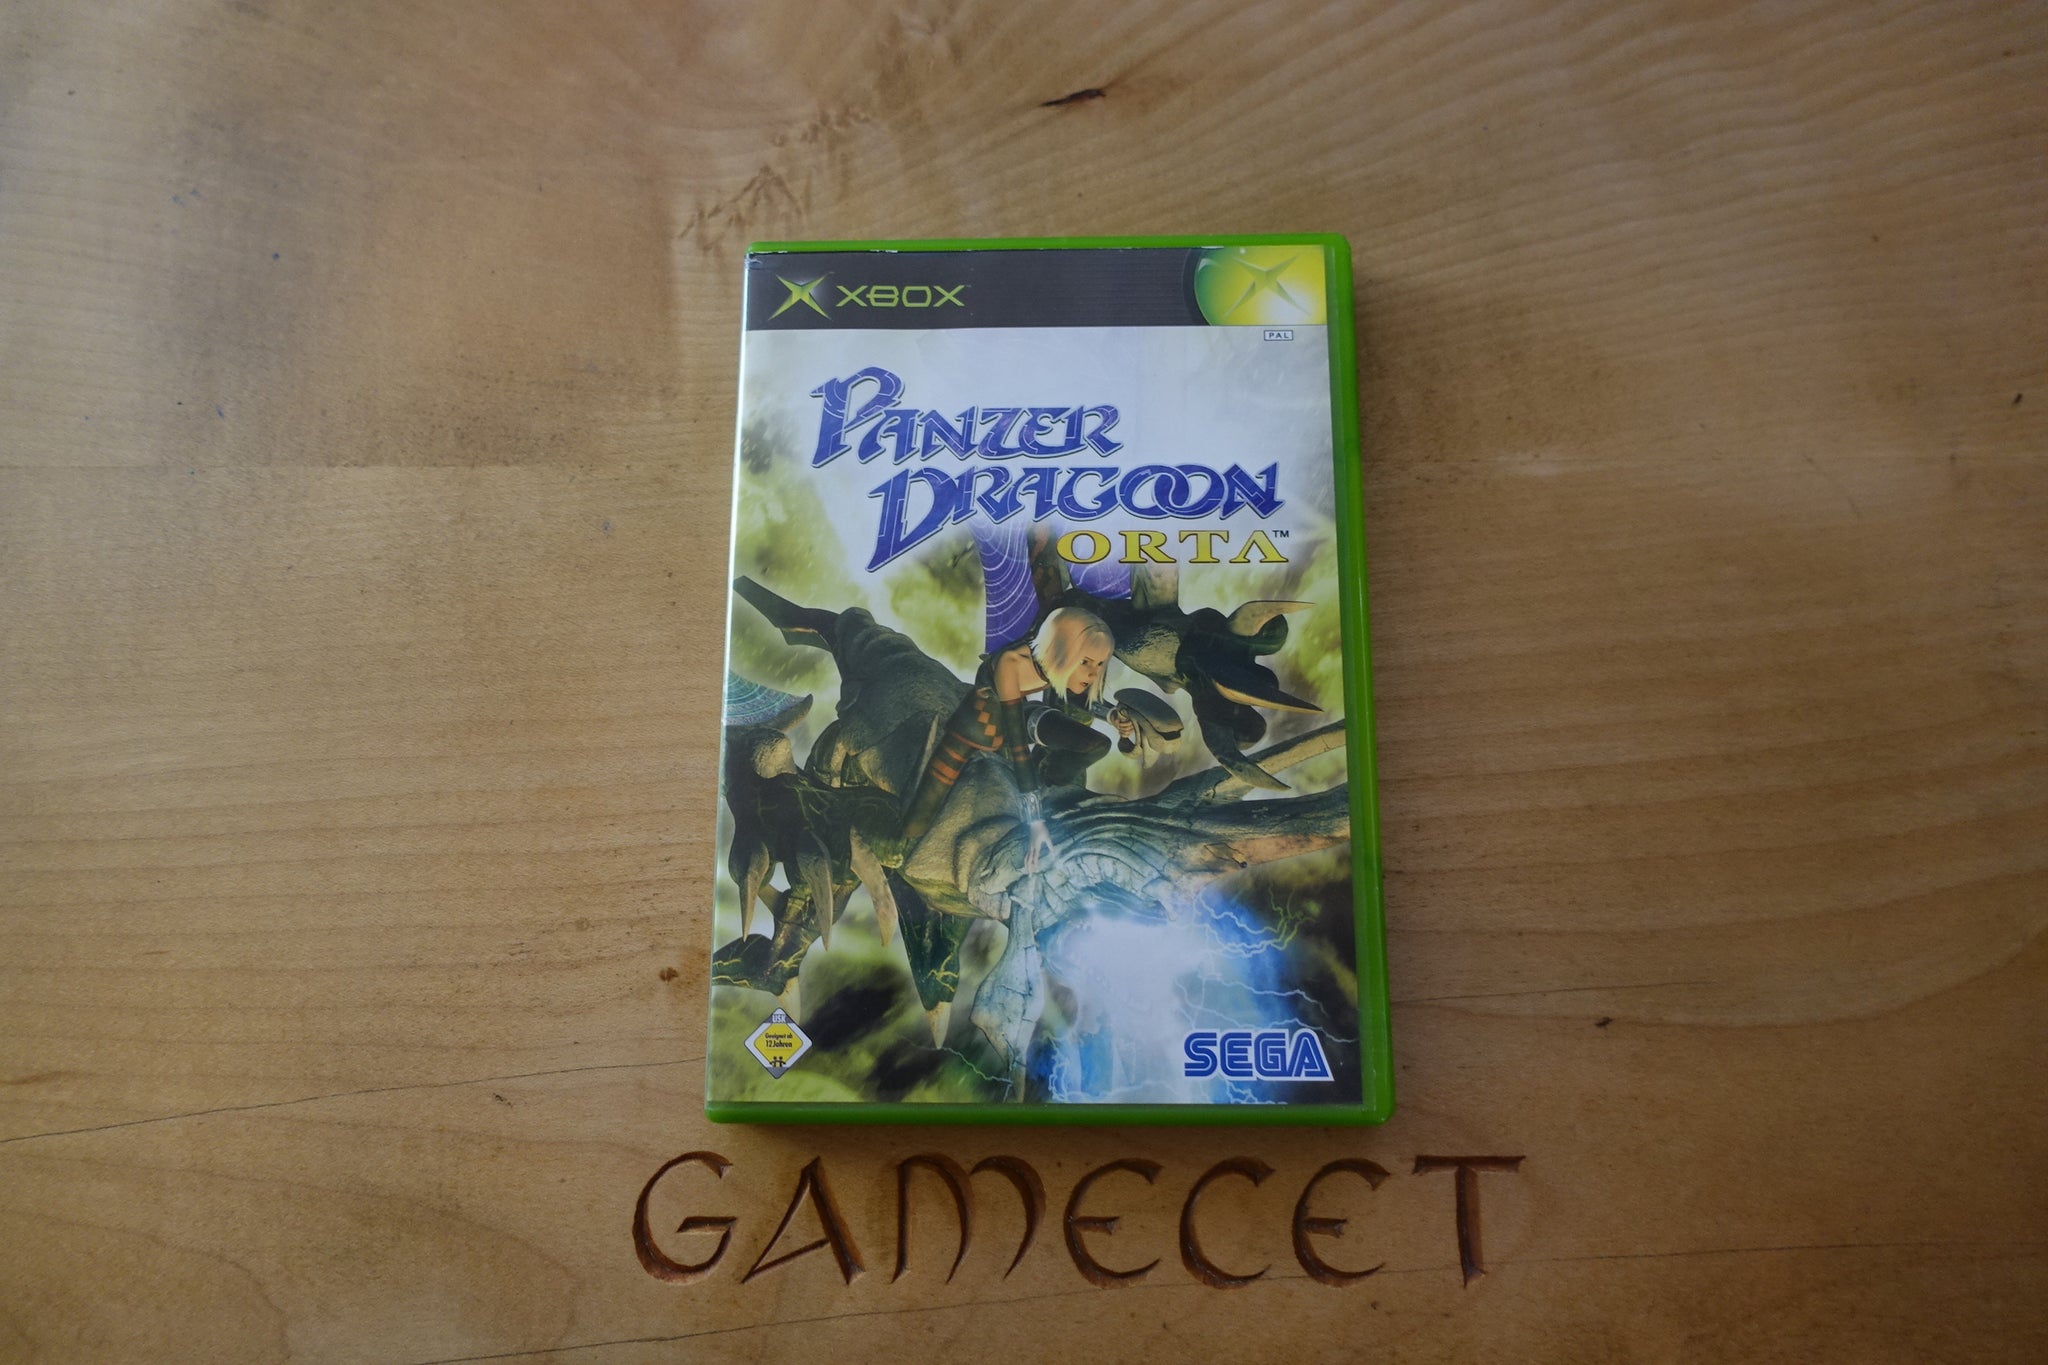 XBOX
PAL
PANZER
DRAGOON
ORTA™
USK
Geeignet ab
12 Jahren
SEGA
GAMECET